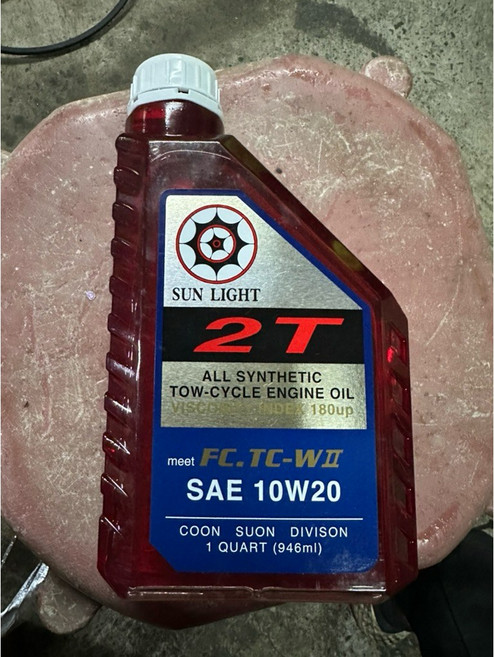 SUN LIGHT
2T
ALL SYNTHETIC
TOW-CYCLE ENGINE OIL
INDEX 180up
meet FC.TC-WII
SAE 10W20
COON SUON DIVISON
1 QUART (946ml)